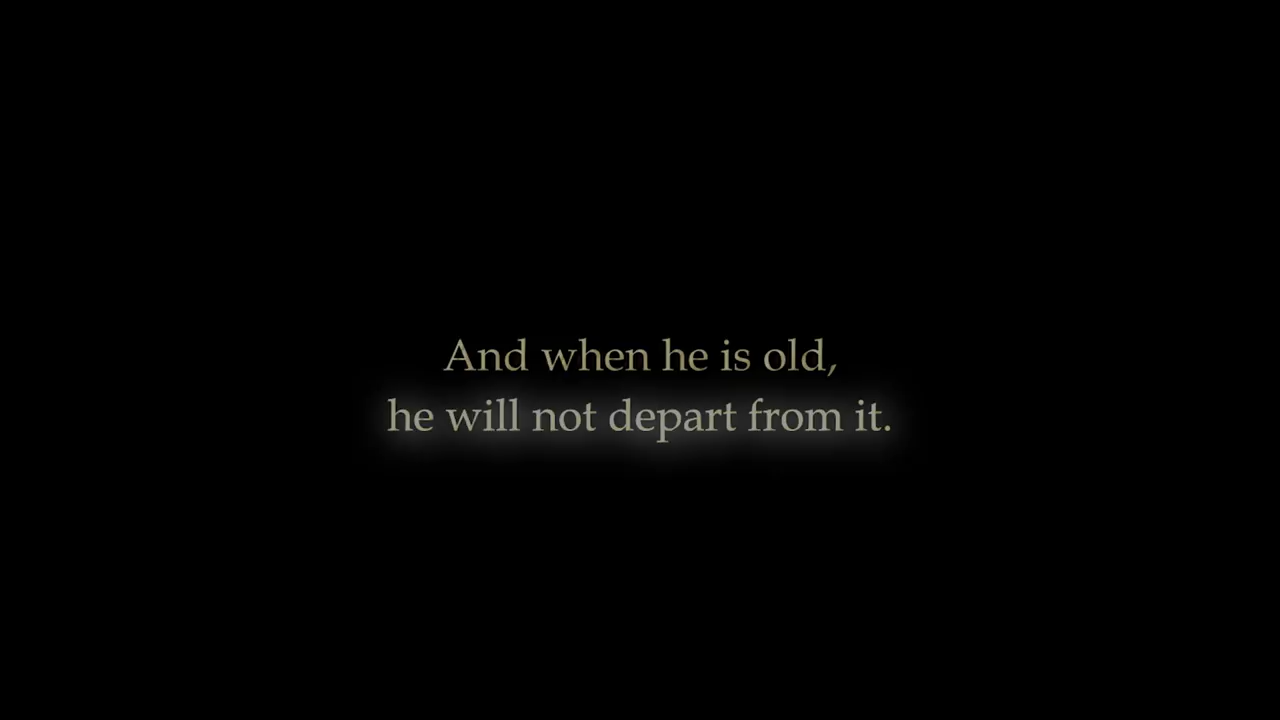 And when he is old,
he will not depart from it.